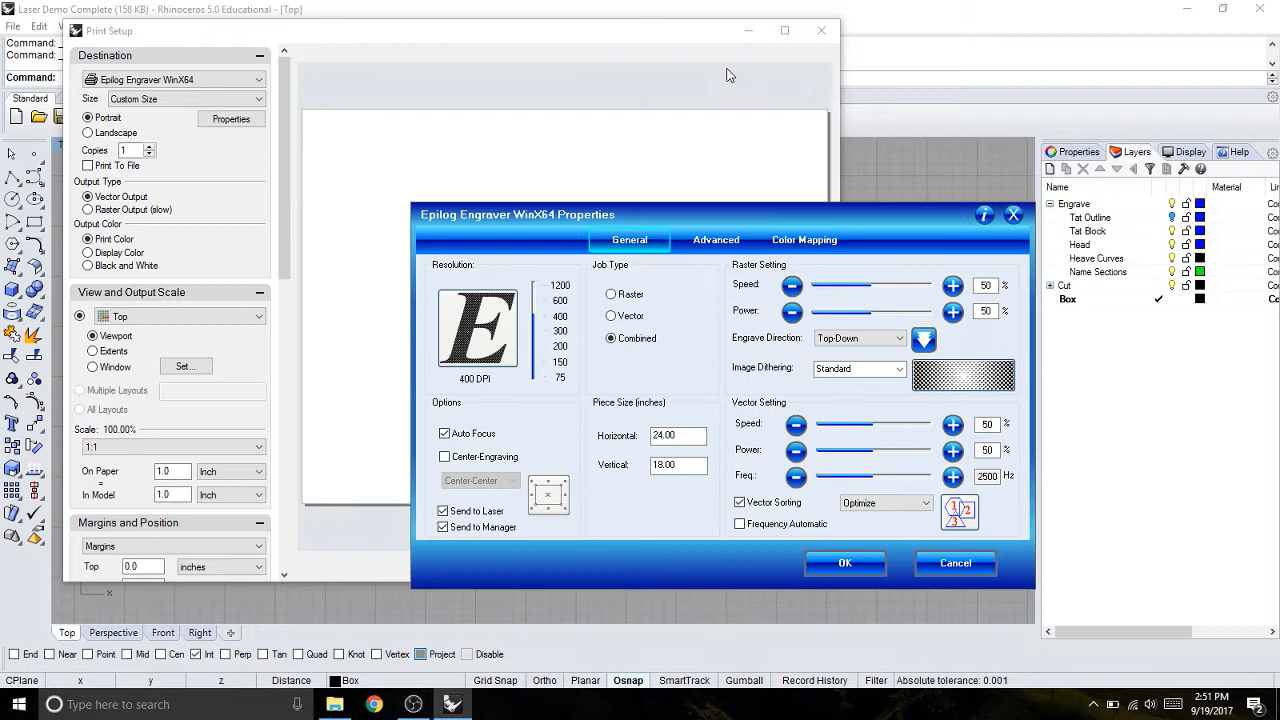 Laser Demo Complete (158 KB) - Rhinoceros 5.0 Educational - [Top]
File Edit
Command:
Command:
Command:
Standard
Print Setup
Destination
Epilog Engraver WinX64
Size Custom Size
Portrait
Properties
Landscape
Copies 1
Print To File
Output Type
Vector Output
Raster Output (slow)
Output Color
Print Color
Display Color
Black and White
View and Output Scale
Top
Viewport
Extents
Window Set...
Multiple Layouts
All Layouts
Scale: 100.00%
1:1
On Paper 1.0 Inch
=
In Model 1.0 Inch
Margins and Position
Margins
Top 0.0 inches
Epilog Engraver WinX64 Properties
General Advanced Color Mapping
Resolution:
1200
600
400
300
200
150
75
400 DPI
Job Type
Raster
Vector
Combined
Raster Setting
Speed: 50 %
Power: 50 %
Engrave Direction: Top-Down
Image Dithering: Standard
Options
Auto Focus
Center-Engraving
Center-Center
Send to Laser
Send to Manager
Piece Size (inches)
Horizontal: 24.00
Vertical: 18.00
Vector Setting
Speed: 50 %
Power: 50 %
Freq.: 2500 Hz
Vector Sorting Optimize
1 2
3
Frequency Automatic
OK Cancel
Properties Layers Display Help
Name Material
Engrave
Tat Outline
Tat Block
Head
Heave Curves
Name Sections
Cut
Box
Cor
Cor
Cor
Cor
Cor
Cor
Cor
Cor
x
Top Perspective Front Right
End Near Point Mid Cen Int Perp Tan Quad Knot Vertex Project Disable
CPlane x y z Distance Box Grid Snap Ortho Planar Osnap SmartTrack Gumball Record History Filter Absolute tolerance: 0.001
Type here to search
2:51 PM
9/19/2017